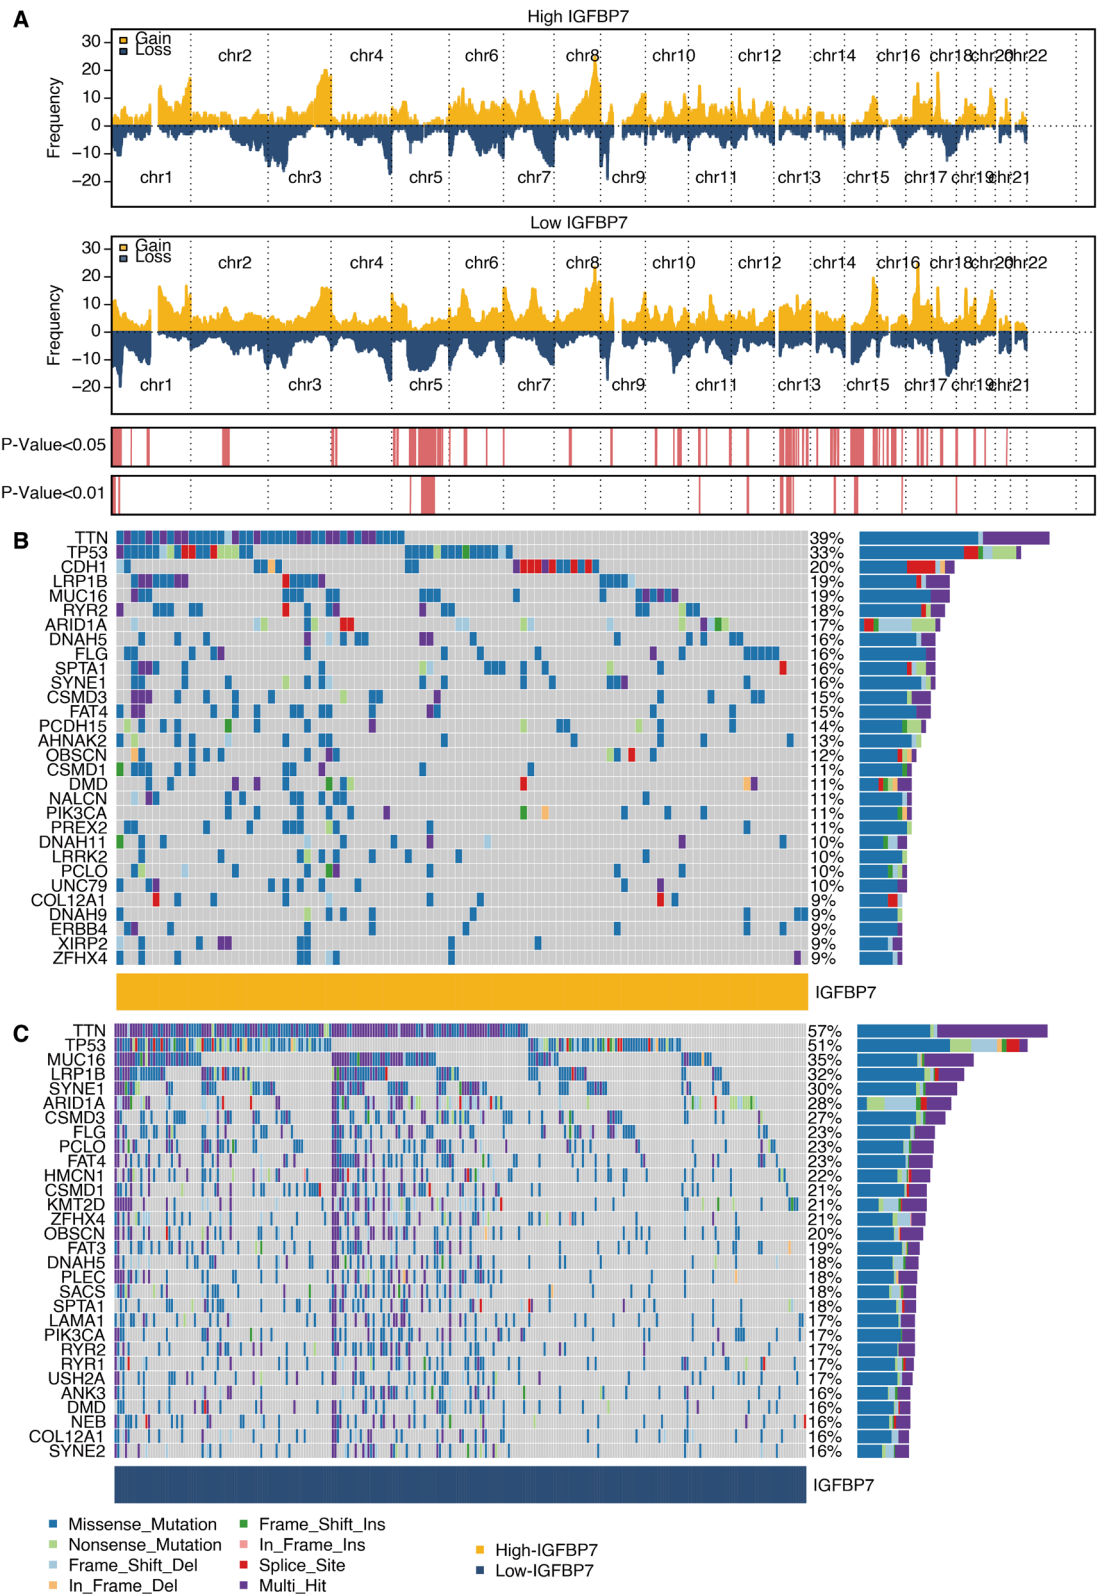 A
High IGFBP7
Gain
Loss
Frequency
30
20
10
0
−10
−20
chr2
chr4
chr6
chr8
chr10
chr12
chr14
chr16
chr18
chr20
chr22
chr1
chr3
chr5
chr7
chr9
chr11
chr13
chr15
chr17
chr19
chr21
Low IGFBP7
Gain
Loss
Frequency
30
20
10
0
−10
−20
chr2
chr4
chr6
chr8
chr10
chr12
chr14
chr16
chr18
chr20
chr22
chr1
chr3
chr5
chr7
chr9
chr11
chr13
chr15
chr17
chr19
chr21
P-Value<0.05
P-Value<0.01
B
TTN 39%
TP53 33%
CDH1 20%
LRP1B 19%
MUC16 19%
RYR2 18%
ARID1A 17%
DNAH5 16%
FLG 16%
SPTA1 16%
SYNE1 16%
CSMD3 15%
FAT4 15%
PCDH15 14%
AHNAK2 13%
OBSCN 12%
CSMD1 11%
DMD 11%
NALCN 11%
PIK3CA 11%
PREX2 11%
DNAH11 10%
LRRK2 10%
PCLO 10%
UNC79 10%
COL12A1 9%
DNAH9 9%
ERBB4 9%
XIRP2 9%
ZFHX4 9%
IGFBP7
C
TTN 57%
TP53 51%
MUC16 35%
LRP1B 32%
SYNE1 30%
ARID1A 28%
CSMD3 27%
FLG 23%
PCLO 23%
FAT4 23%
HMCN1 22%
CSMD1 21%
KMT2D 21%
ZFHX4 21%
OBSCN 20%
FAT3 19%
DNAH5 18%
PLEC 18%
SACS 18%
SPTA1 18%
LAMA1 17%
PIK3CA 17%
RYR2 17%
RYR1 17%
USH2A 17%
ANK3 16%
DMD 16%
NEB 16%
COL12A1 16%
SYNE2 16%
IGFBP7
Missense_Mutation
Nonsense_Mutation
Frame_Shift_Del
In_Frame_Del
Frame_Shift_Ins
In_Frame_Ins
Splice_Site
Multi_Hit
High-IGFBP7
Low-IGFBP7